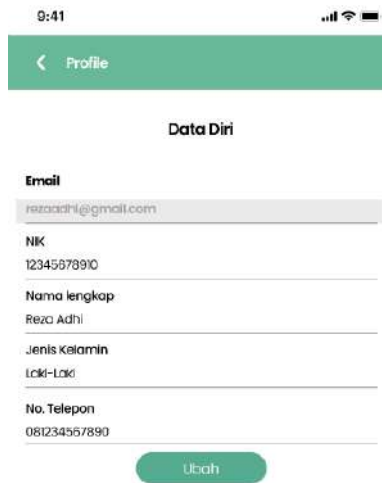 9:41
Profile
Data Diri
Email
rezaadhi@gmail.com
NIK
12345678910
Nama lengkap
Reza Adhi
Jenis Kelamin
Laki-Laki
No. Telepon
081234567890
Ubah